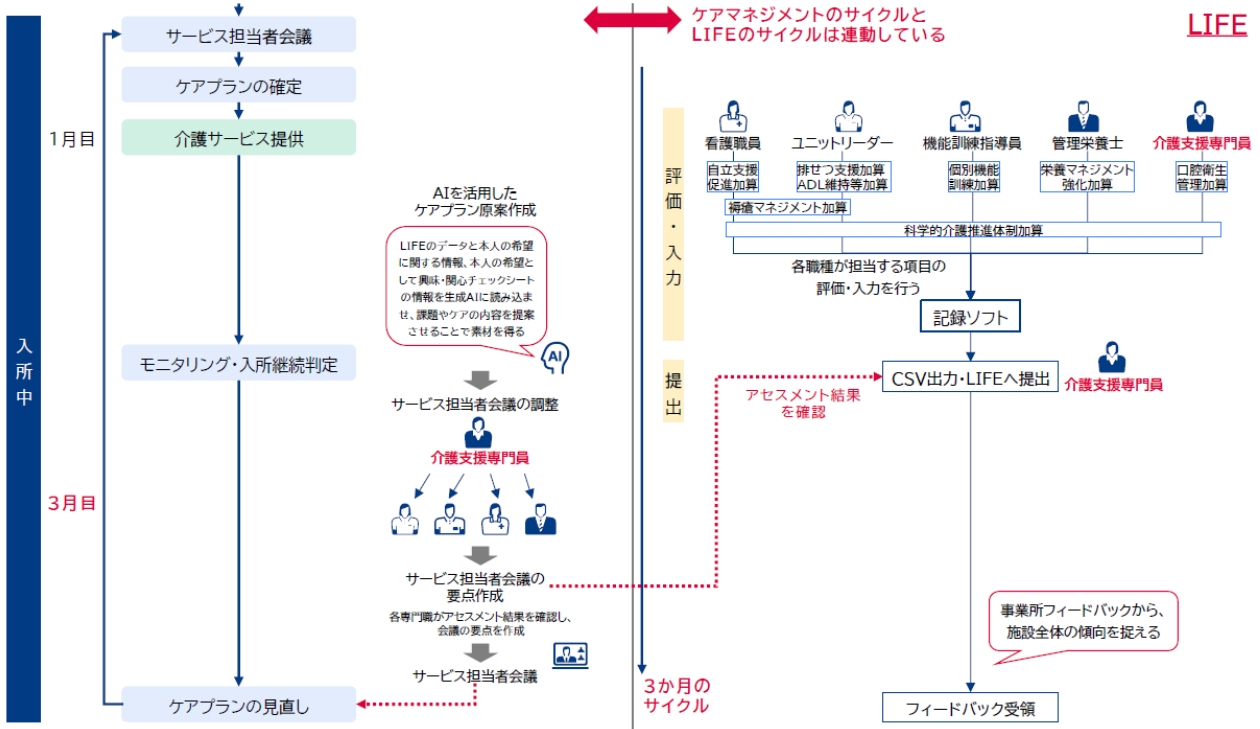 ケアマネジメントのサイクルと
LIFEのサイクルは連動している
LIFE
入所中
1月目
3月目
サービス担当者会議
ケアプランの確定
介護サービス提供
モニタリング・入所継続判定
ケアプランの見直し
AIを活用した
ケアプラン原案作成
LIFEのデータと本人の希望
に関する情報、本人の希望と
して興味・関心チェックシート
の情報を生成AIに読み込ま
せ、課題やケアの内容を提案
させることで素材を得る
AI
サービス担当者会議の調整
介護支援専門員
サービス担当者会議の
要点作成
各専門職がアセスメント結果を確認し、
会議の要点を作成
サービス担当者会議
3か月の
サイクル
評価・入力
提出
看護職員
ユニットリーダー
機能訓練指導員
管理栄養士
介護支援専門員
自立支援
促進加算
排せつ支援加算
ADL維持等加算
個別機能
訓練加算
栄養マネジメント
強化加算
口腔衛生
管理加算
褥瘡マネジメント加算
科学的介護推進体制加算
各職種が担当する項目の
評価・入力を行う
記録ソフト
CSV出力・LIFEへ提出
介護支援専門員
アセスメント結果
を確認
事業所フィードバックから、
施設全体の傾向を捉える
フィードバック受領